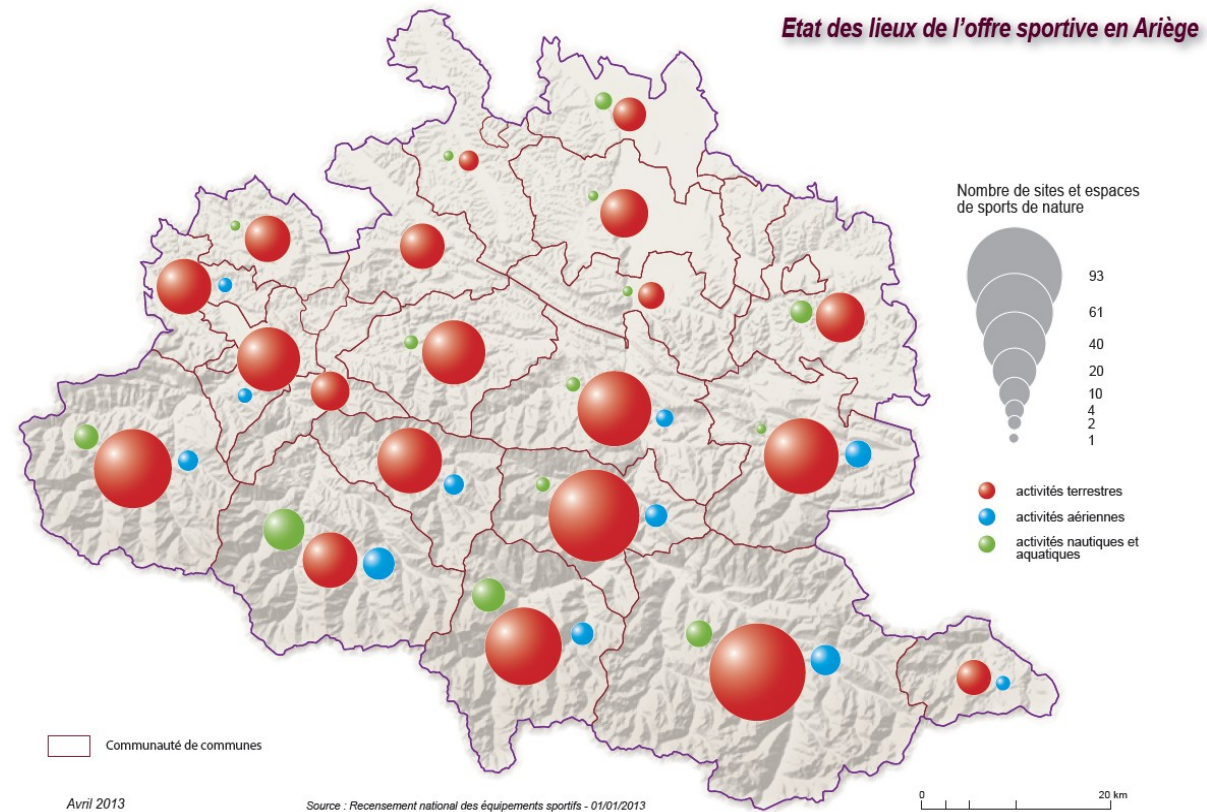 Etat des lieux de l'offre sportive en Ariège
Nombre de sites et espaces
de sports de nature
93
61
40
20
10
4
2
1
activités terrestres
activités aériennes
activités nautiques et
aquatiques
Communauté de communes
Avril 2013
Source : Recensement national des équipements sportifs - 01/01/2013
0 20 km